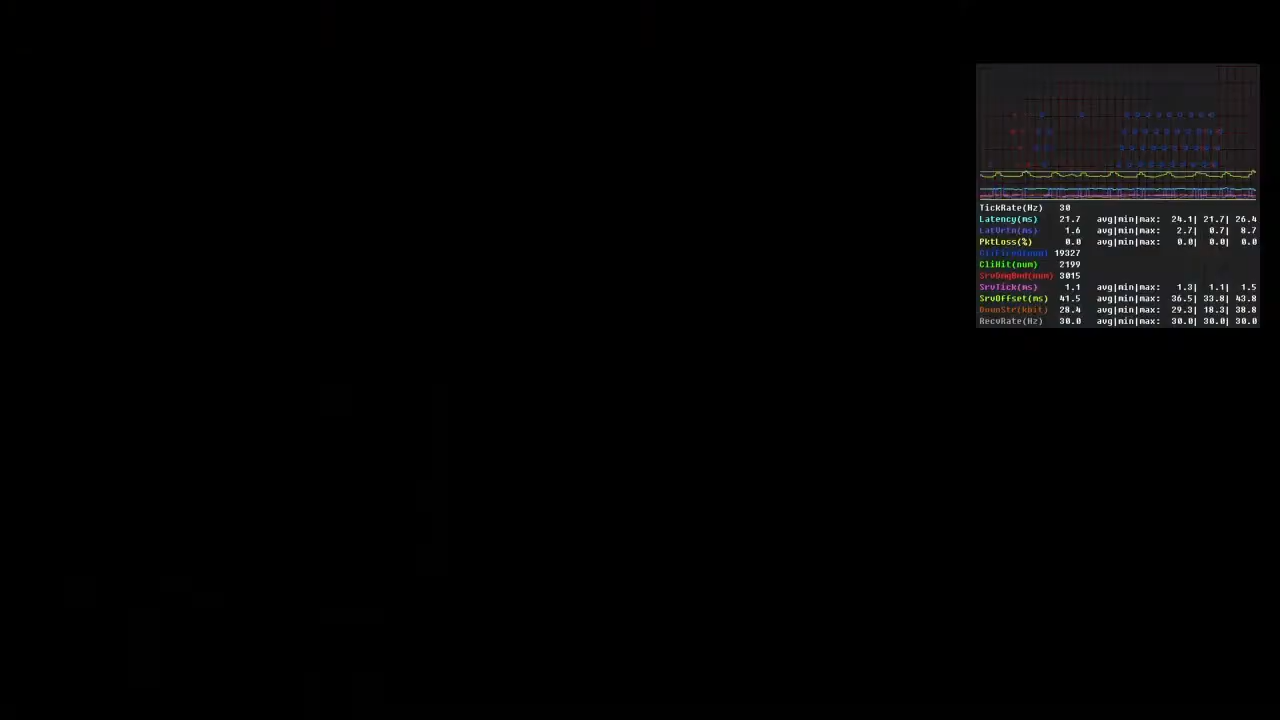 TickRate(Hz) 30
Latency(ms) 21.7 avg|min|max: 24.1| 21.7| 26.4
LatVrtn(ms) 1.6 avg|min|max: 2.7| 0.7| 8.7
PktLoss(%) 0.0 avg|min|max: 0.0| 0.0| 0.0
19327
CliHit(num) 2199
SrvDmgBnd(num) 3015
SrvTick(ms) 1.1 avg|min|max: 1.3| 1.1| 1.5
SrvOffset(ms) 41.5 avg|min|max: 36.5| 33.8| 43.8
DwnStr(kbit) 28.4 avg|min|max: 29.3| 18.3| 38.8
RecvRate(Hz) 30.0 avg|min|max: 30.0| 30.0| 30.0